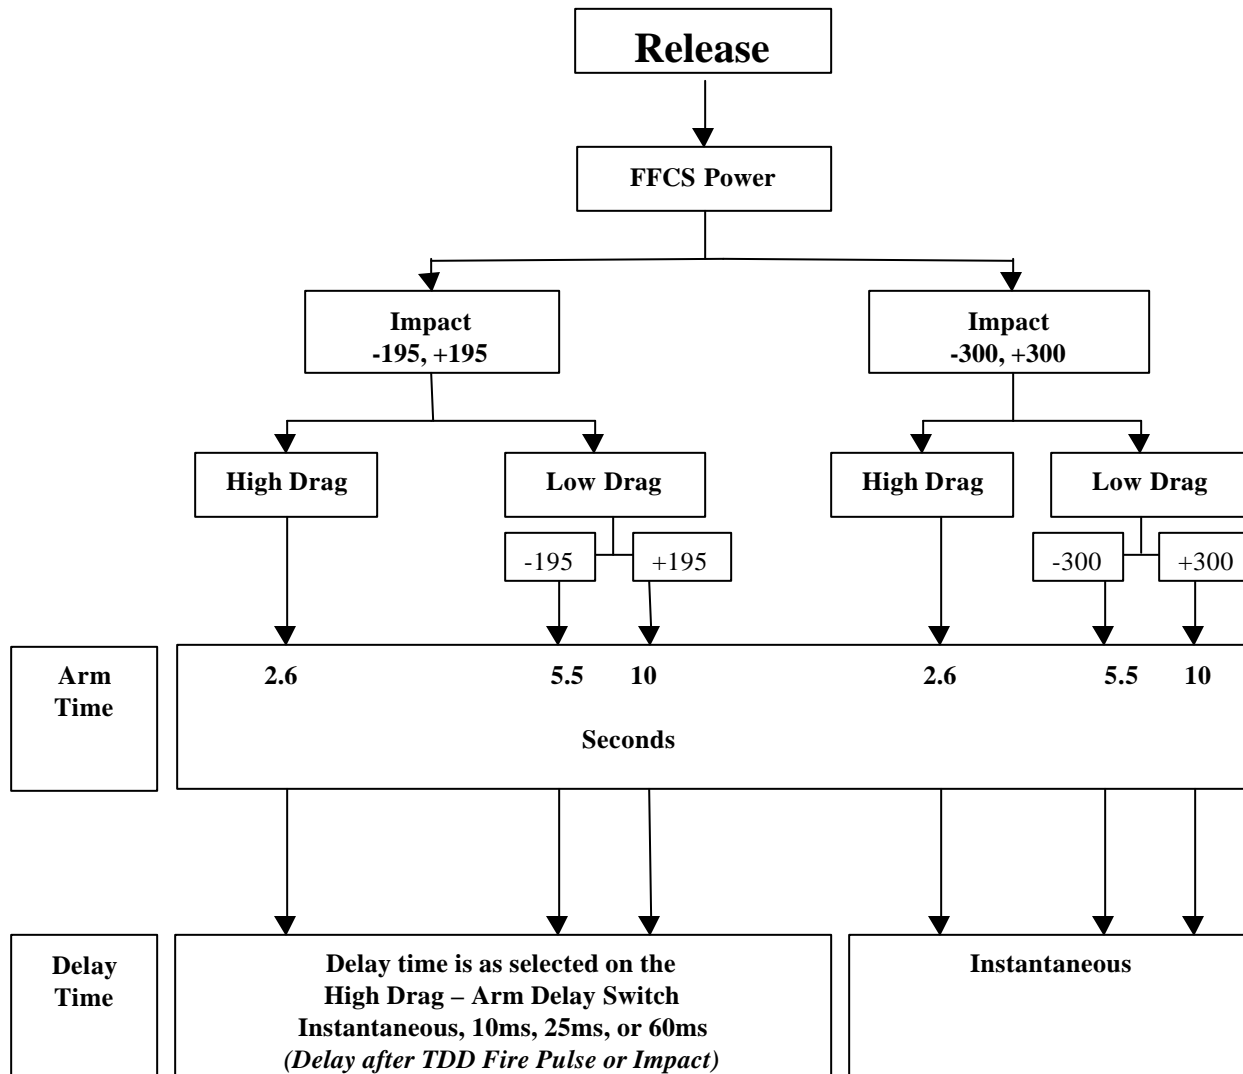 Release
FFCS Power
Impact
-195, +195
Impact
-300, +300
High Drag
Low Drag
High Drag
Low Drag
-195
+195
-300
+300
Arm
Time
2.6
5.5
10
2.6
5.5
10
Seconds
Delay
Time
Delay time is as selected on the
High Drag – Arm Delay Switch
Instantaneous, 10ms, 25ms, or 60ms
(Delay after TDD Fire Pulse or Impact)
Instantaneous